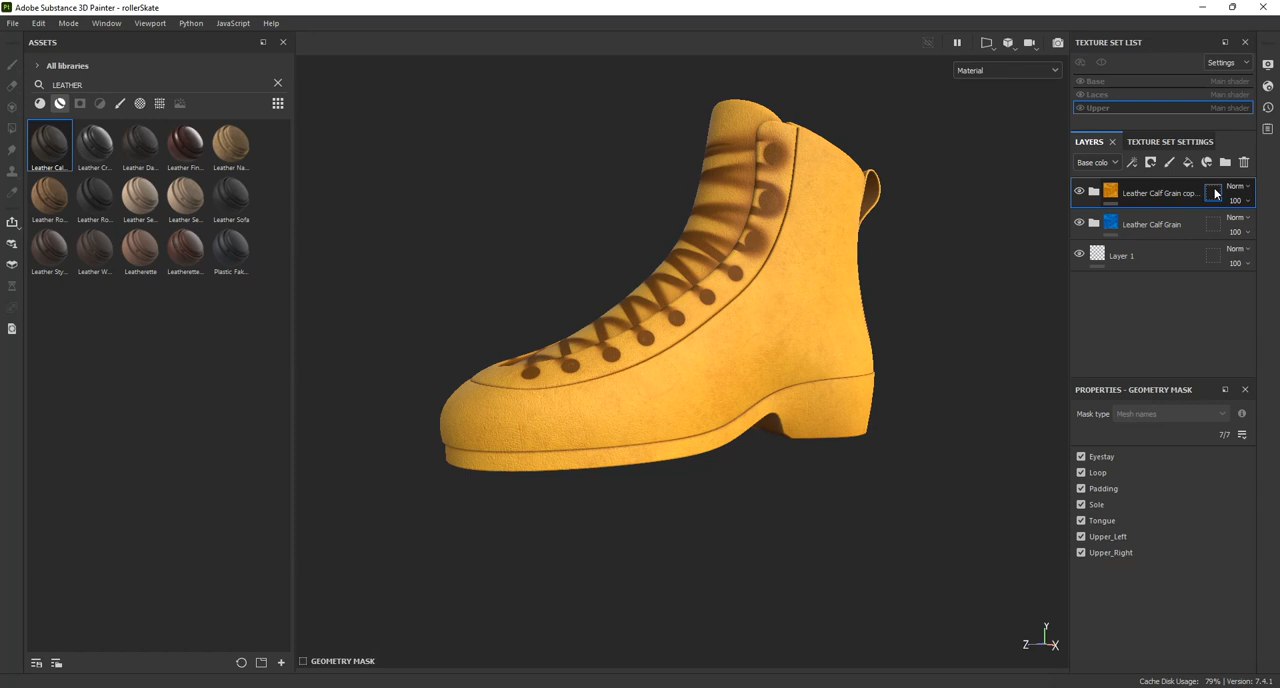 Adobe Substance 3D Painter - rollerSkate
File Edit Mode Window Viewport Python JavaScript Help
ASSETS
All libraries
LEATHER
Leather Cal... Leather Cr... Leather Da... Leather Fin... Leather Na...
Leather Ro... Leather Ro... Leather Se... Leather Se... Leather Sofa
Leather Sty... Leather W... Leatherette Leatherette... Plastic Fak...
Material
Y
Z X
GEOMETRY MASK
TEXTURE SET LIST
Settings
Base Main shader
Laces Main shader
Upper Main shader
LAYERS TEXTURE SET SETTINGS
Base colo
Leather Calf Grain cop... Norm
100
Leather Calf Grain Norm
100
Layer 1 Norm
100
PROPERTIES - GEOMETRY MASK
Mask type Mesh names
7/7
Eyestay
Loop
Padding
Sole
Tongue
Upper_Left
Upper_Right
Cache Disk Usage: 79% | Version: 7.4.1